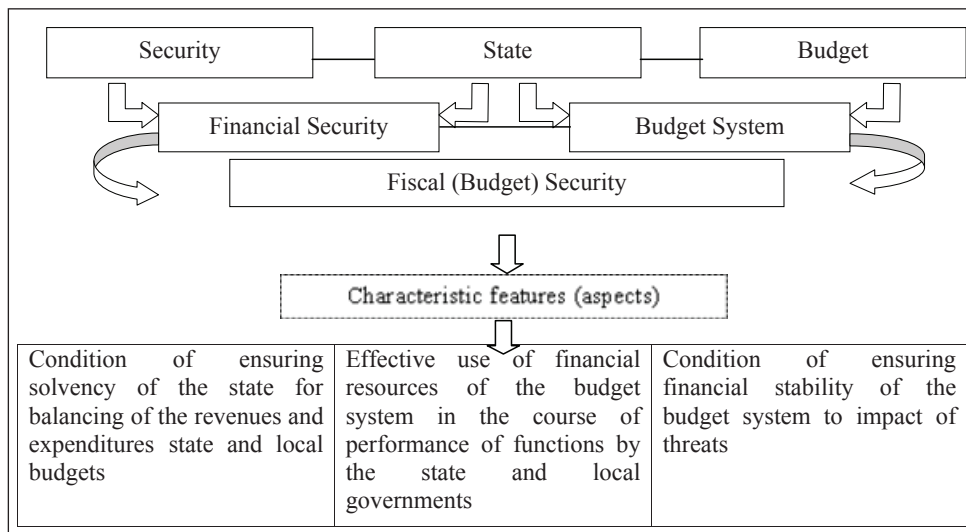 Security
State
Budget
Financial Security
Budget System
Fiscal (Budget) Security
Characteristic features (aspects)
Condition of ensuring
solvency of the state for
balancing of the revenues and
expenditures state and local
budgets
Effective use of financial
resources of the budget
system in the course of
performance of functions by
the state and local
governments
Condition of ensuring
financial stability of the
budget system to impact of
threats